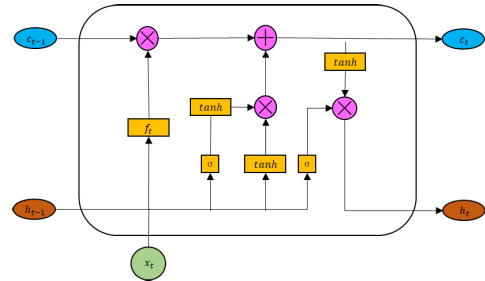 c_{t-1}
c_t
tanh
tanh
f_t
σ
tanh
σ
h_{t-1}
h_t
x_t